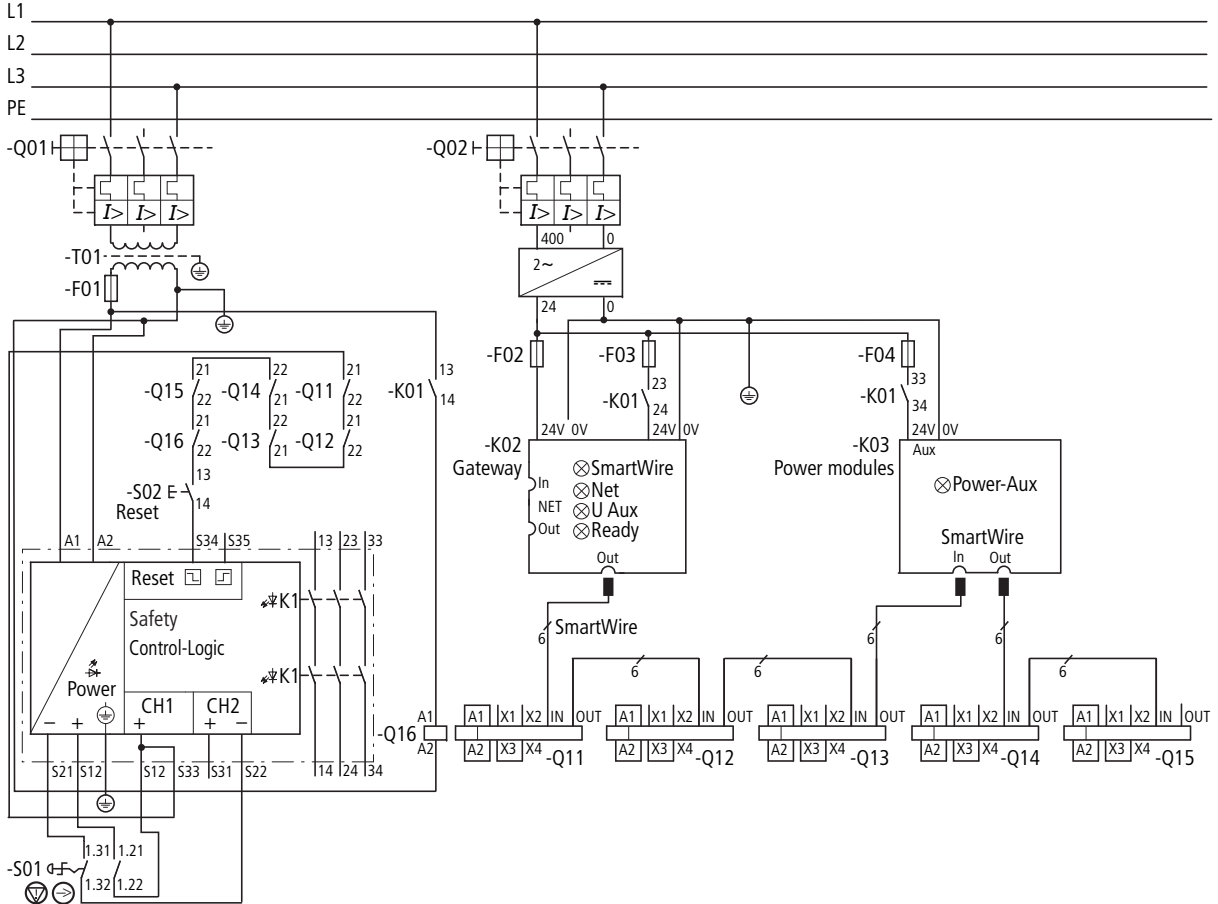 L1
L2
L3
PE
-Q01
-Q02
I> I> I>
I> I> I>
400 0
-T01
2~
-F01
24 0
-F02 -F03 -F04
21 22 21
-Q15 -Q14 -Q11
22 21 22
13
-K01
14
23
-K01
24
33
-K01
34
21 22 21
-Q16 -Q13 -Q12
22 21 22
24V 0V 24V 0V
24V 0V
-K02
Gateway
In
NET
Out
SmartWire
Net
U Aux
Ready
Out
-K03
Power modules
Aux
Power-Aux
SmartWire
In Out
13
-S02 E
14
Reset
A1 A2 S34 S35 13 23 33
Reset
K1
Safety
Control-Logic
K1
Power
CH1 CH2
− + + + −
S21 S12 S12 S33 S31 S22 14 24 34
6 SmartWire
6 6
6 6 6
A1
-Q16
A2
A1 X1 X2 IN OUT
A2 X3 X4 -Q11
A1 X1 X2 IN OUT
A2 X3 X4 -Q12
A1 X1 X2 IN OUT
A2 X3 X4 -Q13
A1 X1 X2 IN OUT
A2 X3 X4 -Q14
A1 X1 X2 IN OUT
A2 X3 X4 -Q15
1.31 1.21
-S01
1.32 1.22